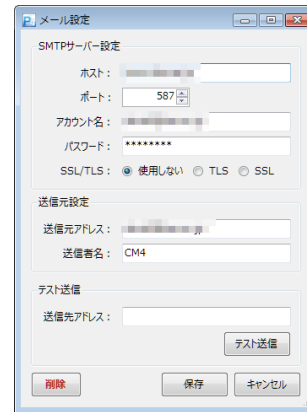 メール設定
SMTPサーバー設定
ホスト :
ポート : 587
アカウント名 :
パスワード : ********
SSL/TLS : 使用しない TLS SSL
送信元設定
送信元アドレス :
送信者名 : CM4
テスト送信
送信先アドレス :
テスト送信
削除 保存 キャンセル